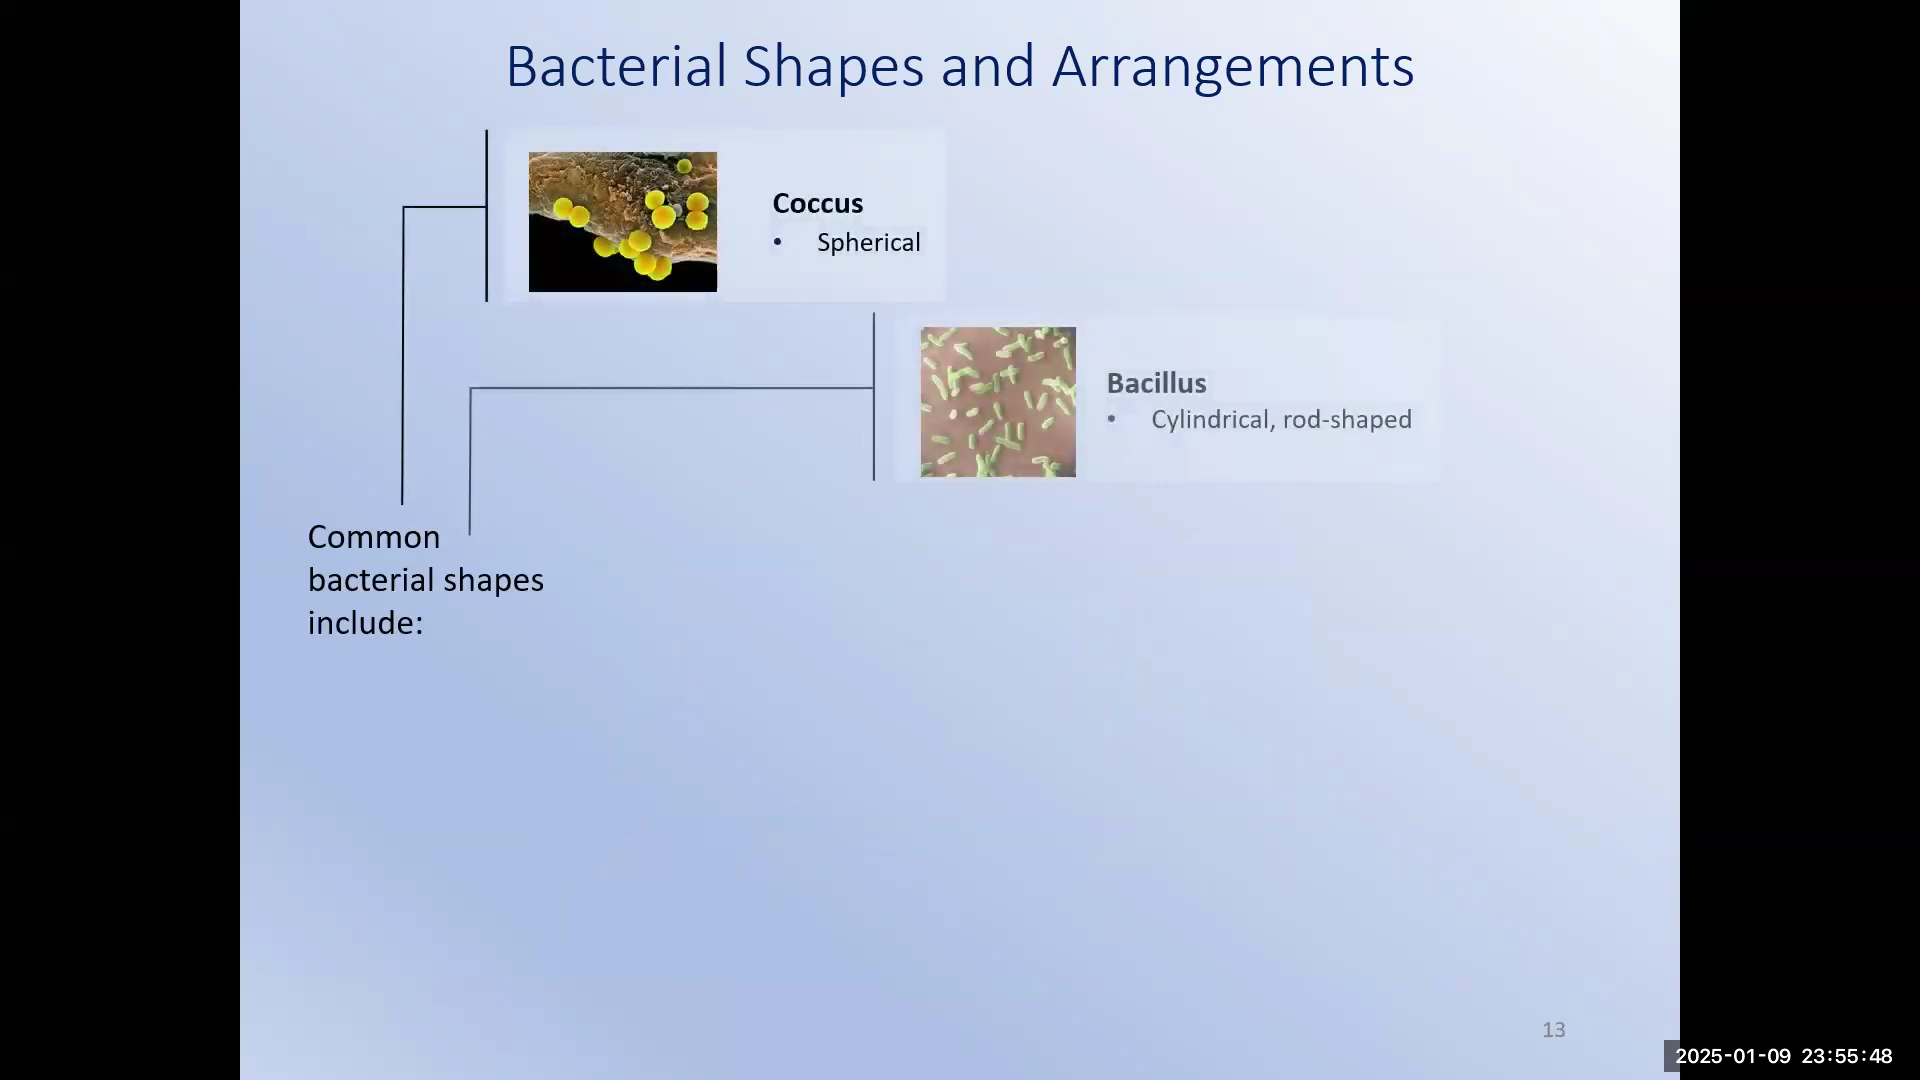 Bacterial Shapes and Arrangements
Coccus
• Spherical
Bacillus
• Cylindrical, rod-shaped
Common
bacterial shapes
include:
13
2025-01-09 23:55:48